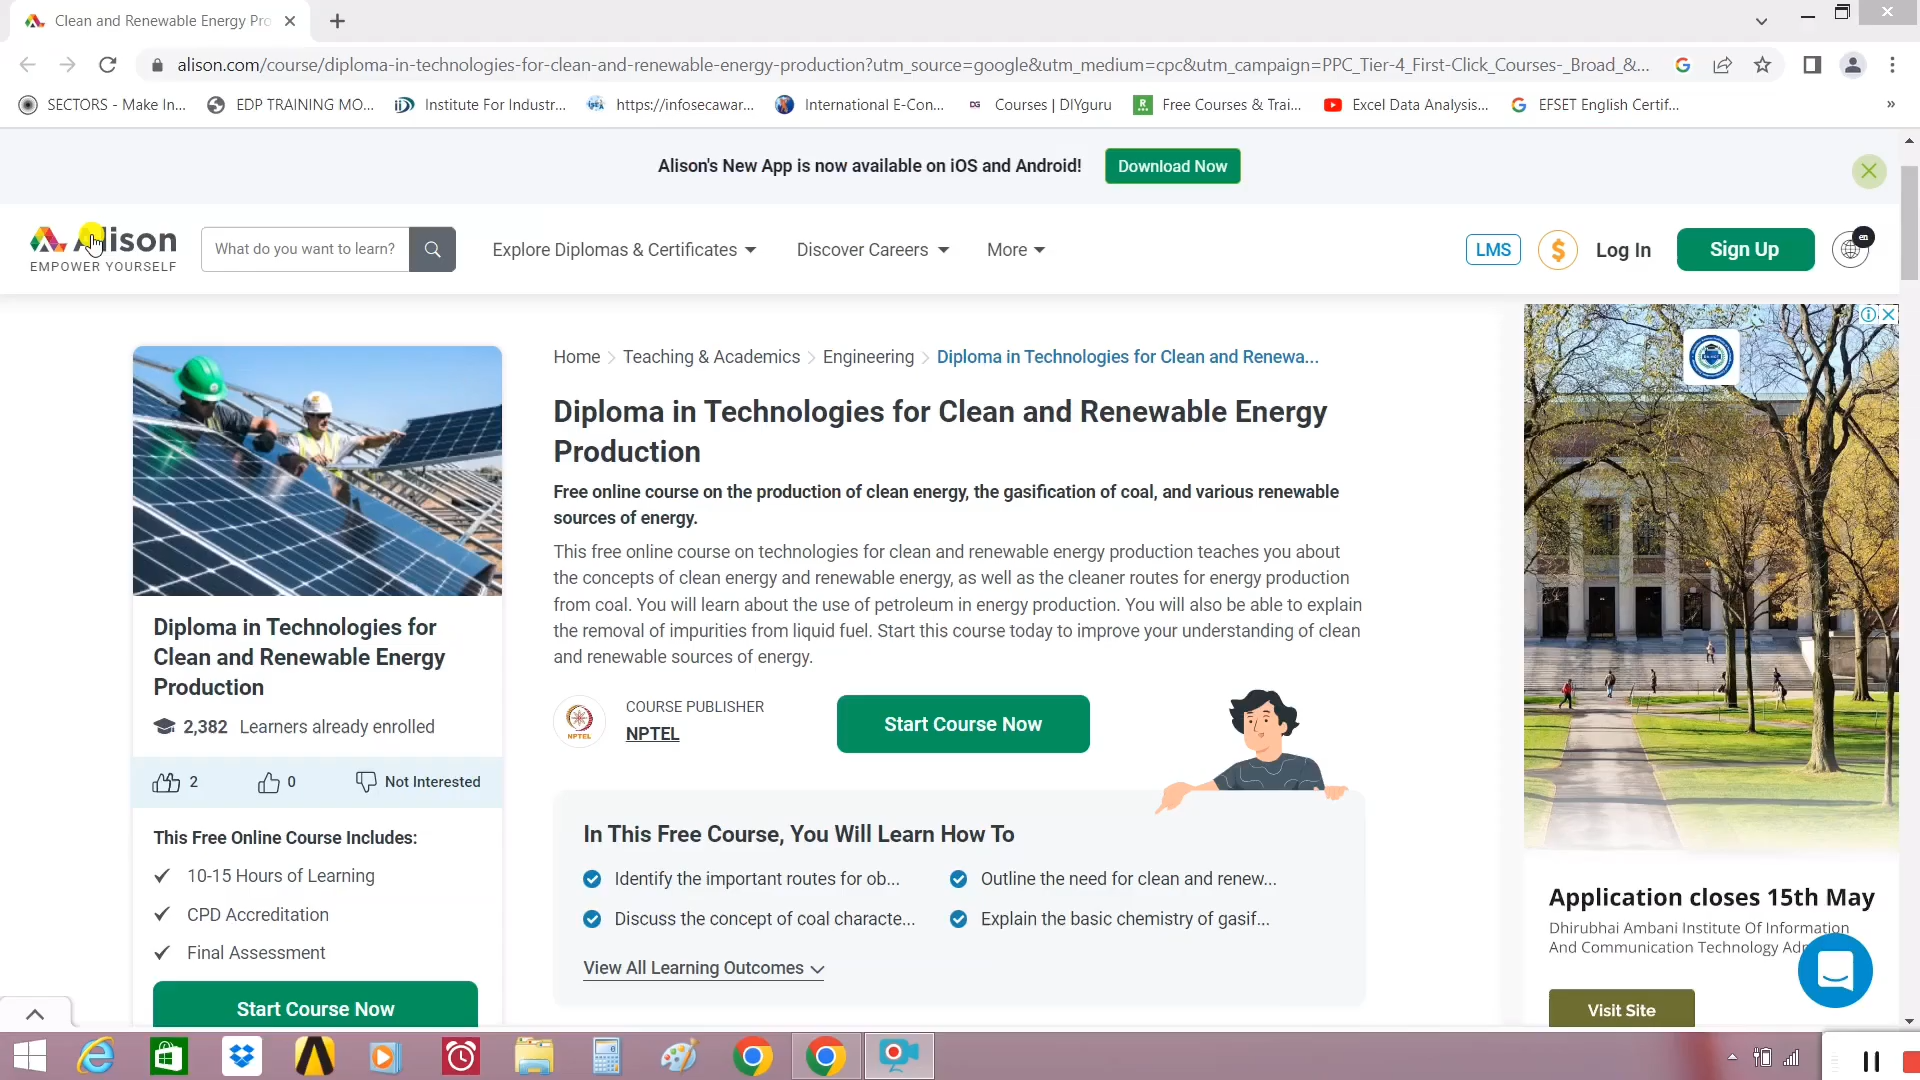 Clean and Renewable Energy Pro
alison.com/course/diploma-in-technologies-for-clean-and-renewable-energy-production?utm_source=google&utm_medium=cpc&utm_campaign=PPC_Tier-4_First-Click_Courses-_Broad_&...
SECTORS - Make In... EDP TRAINING MO... Institute For Industr... https://infosecawar... International E-Con... Courses | DIYguru Free Courses & Trai... Excel Data Analysis... EFSET English Certif... »
Alison's New App is now available on iOS and Android! Download Now
Alison
EMPOWER YOURSELF
What do you want to learn?
Explore Diplomas & Certificates Discover Careers More
LMS $ Log In Sign Up en
Home > Teaching & Academics > Engineering > Diploma in Technologies for Clean and Renewa...
Diploma in Technologies for Clean and Renewable Energy
Production
Free online course on the production of clean energy, the gasification of coal, and various renewable
sources of energy.
This free online course on technologies for clean and renewable energy production teaches you about
the concepts of clean energy and renewable energy, as well as the cleaner routes for energy production
from coal. You will learn about the use of petroleum in energy production. You will also be able to explain
the removal of impurities from liquid fuel. Start this course today to improve your understanding of clean
and renewable sources of energy.
Diploma in Technologies for
Clean and Renewable Energy
Production
2,382 Learners already enrolled
2 0 Not Interested
This Free Online Course Includes:
10-15 Hours of Learning
CPD Accreditation
Final Assessment
Start Course Now
NPTEL
COURSE PUBLISHER
NPTEL
Start Course Now
In This Free Course, You Will Learn How To
Identify the important routes for ob...
Outline the need for clean and renew...
Discuss the concept of coal characte...
Explain the basic chemistry of gasif...
View All Learning Outcomes
Application closes 15th May
Dhirubhai Ambani Institute Of Information
And Communication Technology
Visit Site